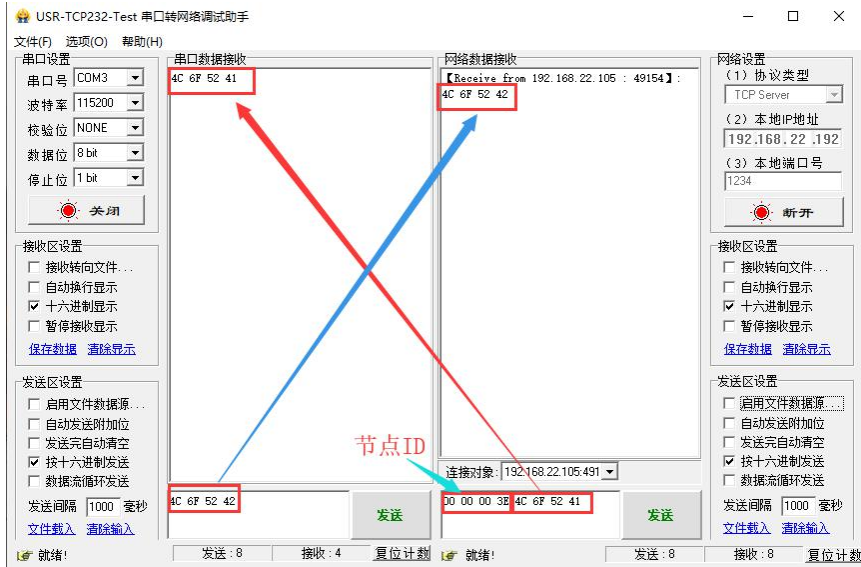 USR-TCP232-Test 串口转网络调试助手
文件(F) 选项(O) 帮助(H)
串口设置
串口号 COM3
波特率 115200
校验位 NONE
数据位 8 bit
停止位 1 bit
关闭
接收区设置
接收转向文件...
自动换行显示
十六进制显示
暂停接收显示
保存数据 清除显示
发送区设置
启用文件数据源...
自动发送附加位
发送完自动清空
按十六进制发送
数据流循环发送
发送间隔 1000 毫秒
文件载入 清除输入
串口数据接收
4C 6F 52 41
4C 6F 52 42
发送
网络数据接收
【Receive from 192.168.22.105 : 49154】:
4C 6F 52 42
节点ID
连接对象: 192.168.22.105:491
00 00 00 3E 4C 6F 52 41
发送
网络设置
(1) 协议类型
TCP Server
(2) 本地IP地址
192.168.22.192
(3) 本地端口号
1234
断开
接收区设置
接收转向文件...
自动换行显示
十六进制显示
暂停接收显示
保存数据 清除显示
发送区设置
启用文件数据源...
自动发送附加位
发送完自动清空
按十六进制发送
数据流循环发送
发送间隔 1000 毫秒
文件载入 清除输入
就绪! 发送:8 接收:4 复位计数
就绪! 发送:8 接收:8 复位计数